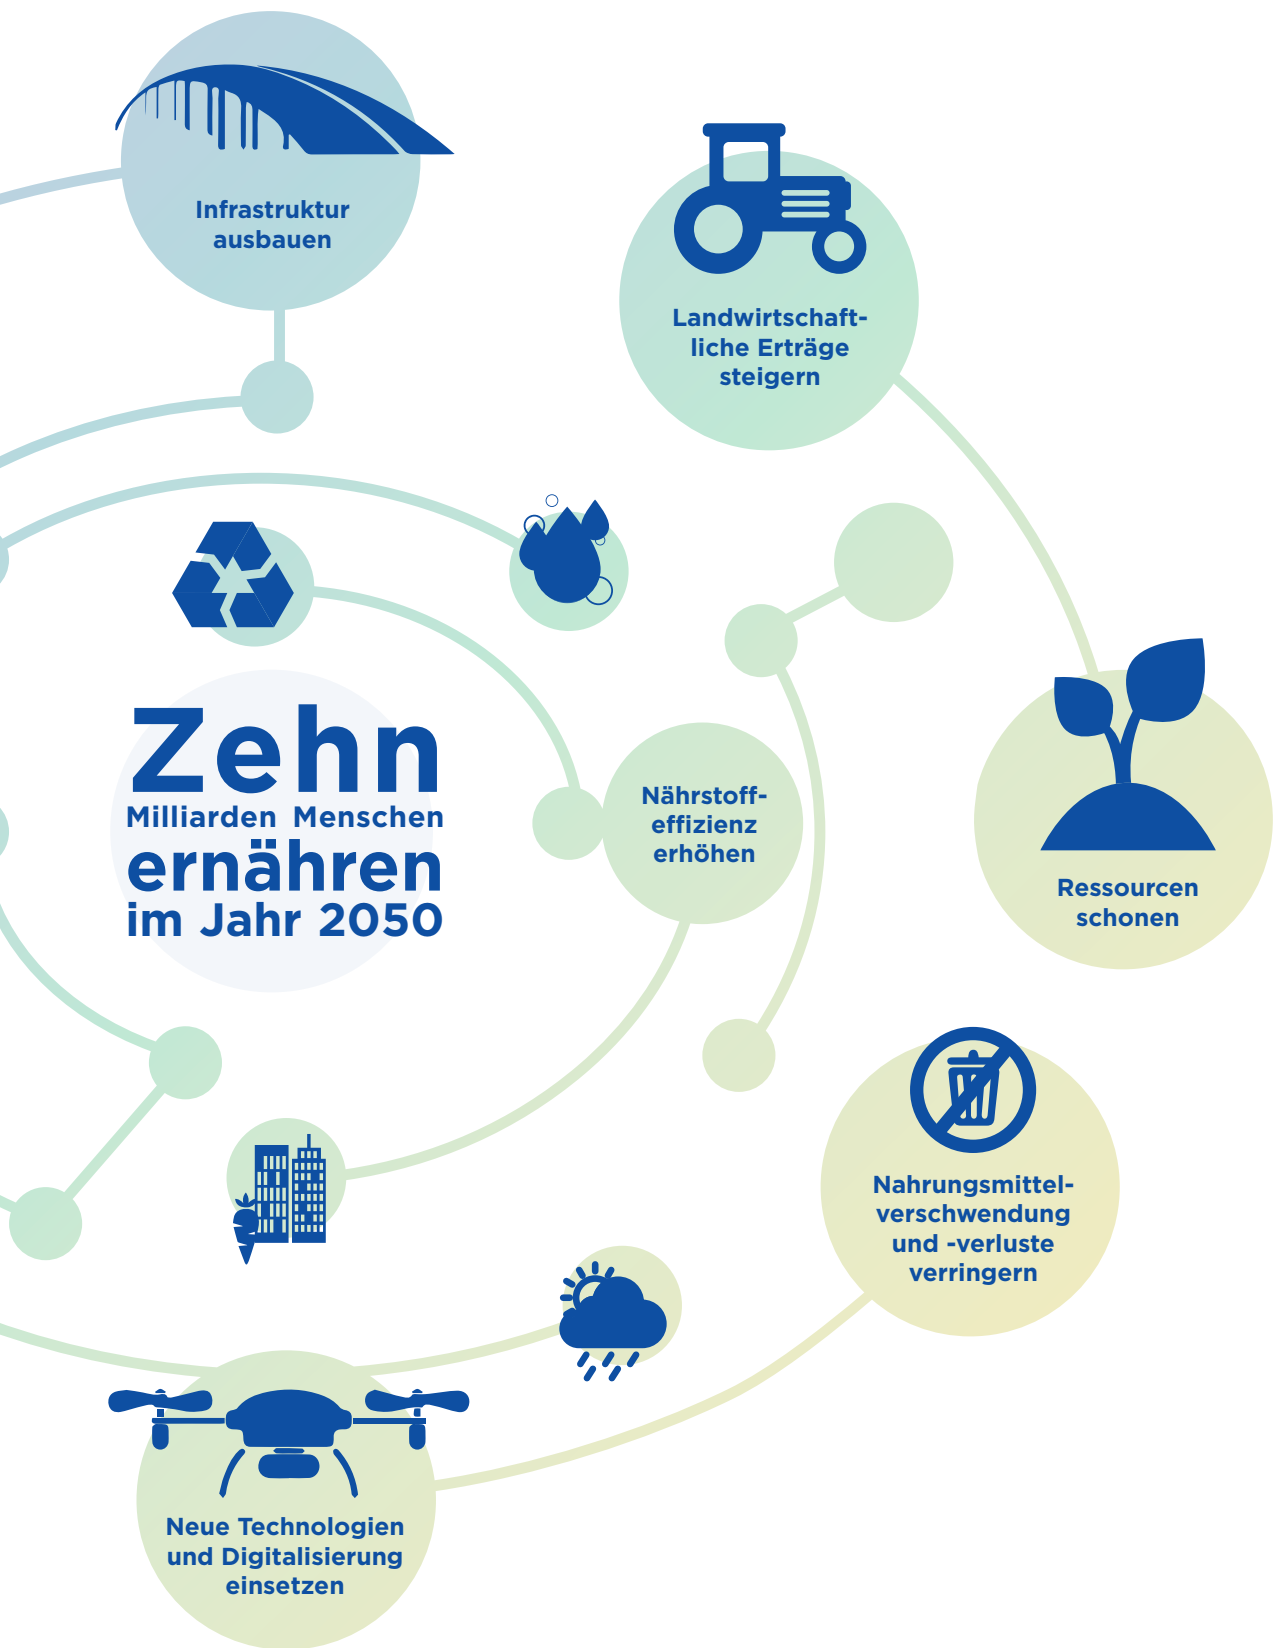 Infrastruktur
ausbauen
Landwirtschaft-
liche Erträge
steigern
Zehn
Milliarden Menschen
ernähren
im Jahr 2050
Nährstoff-
effizienz
erhöhen
Ressourcen
schonen
Nahrungsmittel-
verschwendung
und -verluste
verringern
Neue Technologien
und Digitalisierung
einsetzen